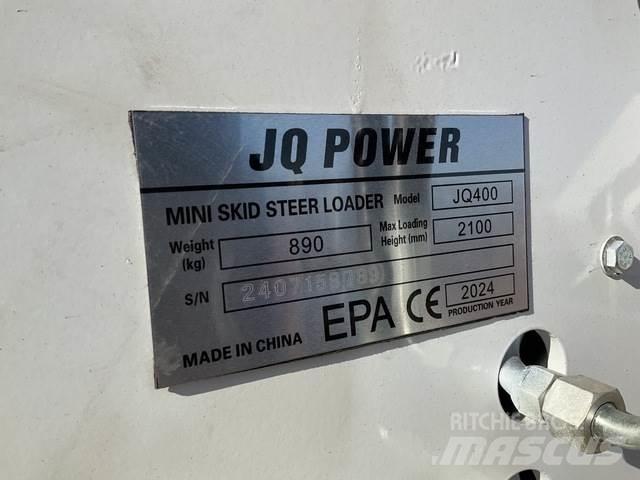 JQ POWER
MINI SKID STEER LOADER Model JQ400
Weight (kg) 890 Max Loading Height (mm) 2100
S/N
EPA CE 2024
PRODUCTION YEAR
MADE IN CHINA
RITCHIE BROS
MASCUS